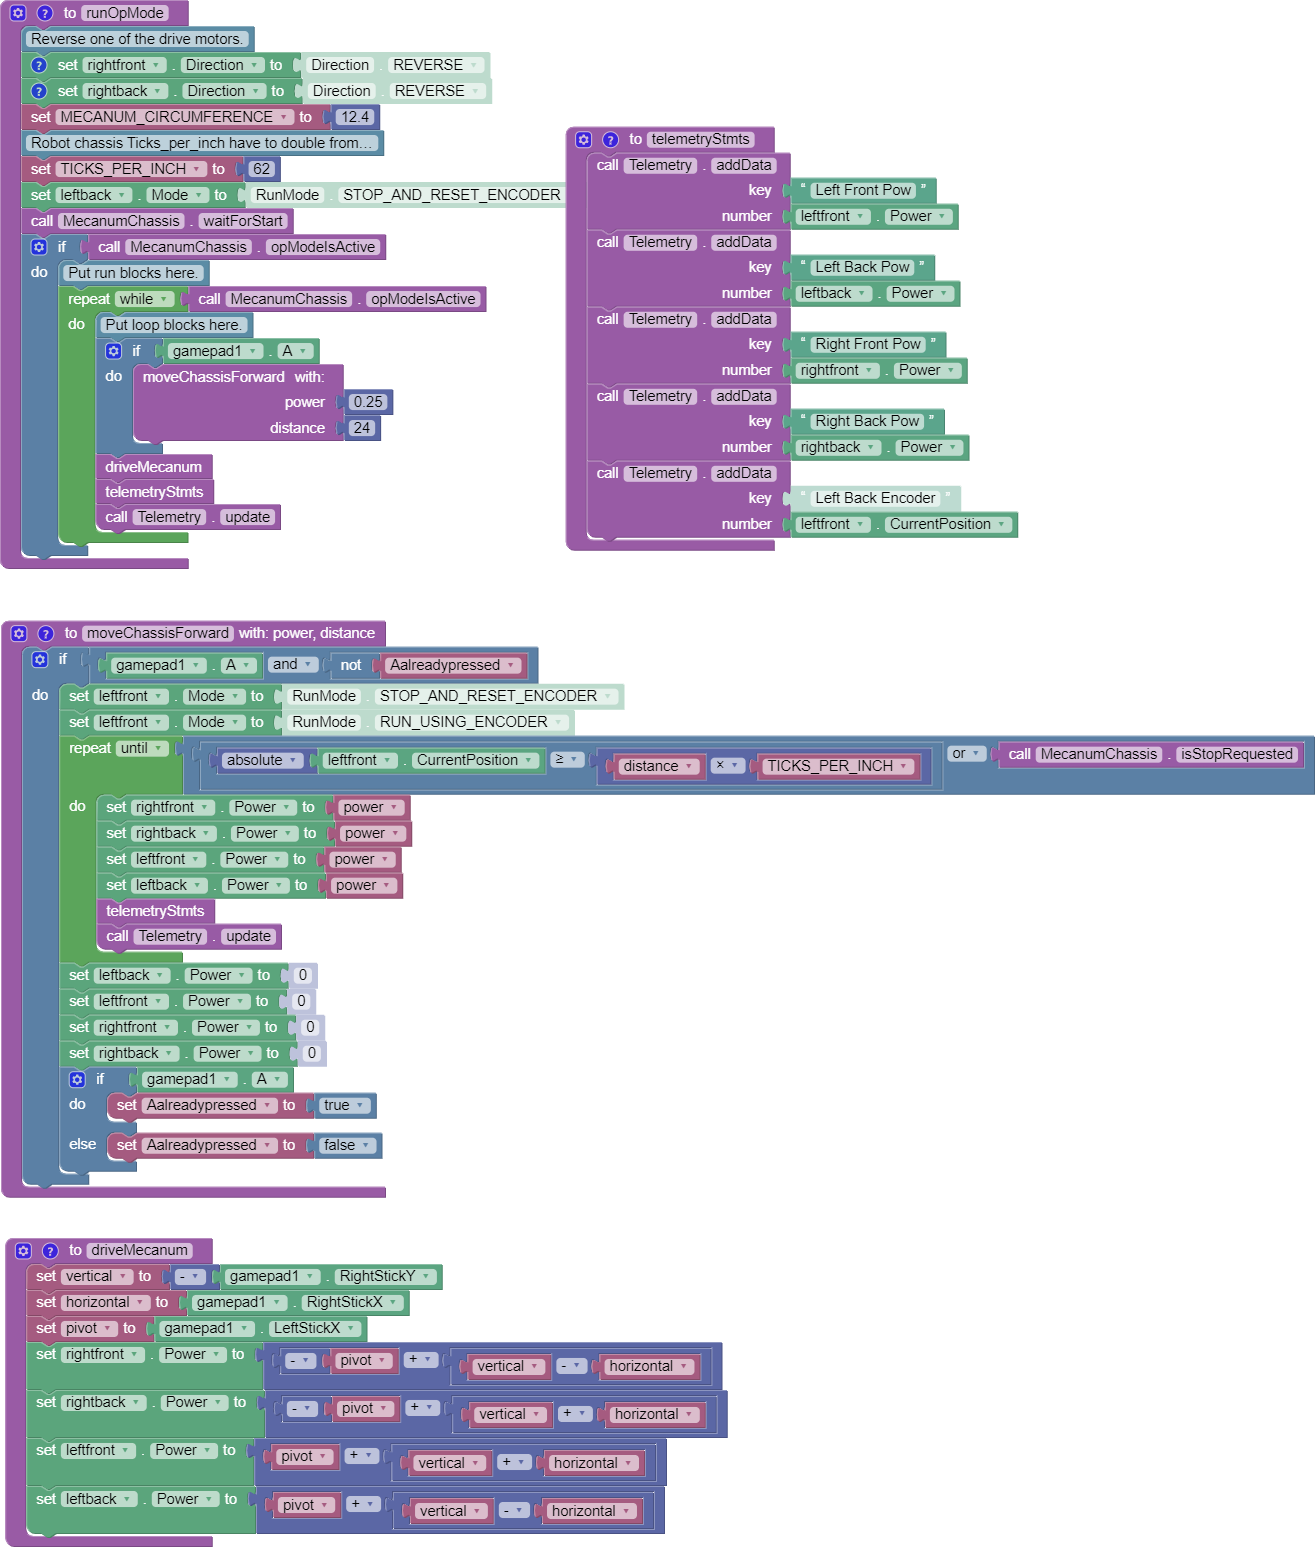 to runOpMode
Reverse one of the drive motors.
set rightfront . Direction to Direction . REVERSE
set rightback . Direction to Direction . REVERSE
set MECANUM_CIRCUMFERENCE to 12.4
Robot chassis Ticks_per_inch have to double from...
set TICKS_PER_INCH to 62
set leftback . Mode to RunMode . STOP_AND_RESET_ENCODER
call MecanumChassis . waitForStart
if call MecanumChassis . opModeIsActive
do Put run blocks here.
repeat while call MecanumChassis . opModeIsActive
do Put loop blocks here.
if gamepad1 . A
do moveChassisForward with:
power 0.25
distance 24
driveMecanum
telemetryStmts
call Telemetry . update
to telemetryStmts
call Telemetry . addData
key “ Left Front Pow ”
number leftfront . Power
call Telemetry . addData
key “ Left Back Pow ”
number leftback . Power
call Telemetry . addData
key “ Right Front Pow ”
number rightfront . Power
call Telemetry . addData
key “ Right Back Pow ”
number rightback . Power
call Telemetry . addData
key “ Left Back Encoder ”
number leftfront . CurrentPosition
to moveChassisForward with: power, distance
if gamepad1 . A and not Aalreadypressed
do set leftfront . Mode to RunMode . STOP_AND_RESET_ENCODER
set leftfront . Mode to RunMode . RUN_USING_ENCODER
repeat until absolute leftfront . CurrentPosition ≥ distance × TICKS_PER_INCH or call MecanumChassis . isStopRequested
do set rightfront . Power to power
set rightback . Power to power
set leftfront . Power to power
set leftback . Power to power
telemetryStmts
call Telemetry . update
set leftback . Power to 0
set leftfront . Power to 0
set rightfront . Power to 0
set rightback . Power to 0
if gamepad1 . A
do set Aalreadypressed to true
else set Aalreadypressed to false
to driveMecanum
set vertical to - gamepad1 . RightStickY
set horizontal to gamepad1 . RightStickX
set pivot to gamepad1 . LeftStickX
set rightfront . Power to - pivot + vertical - horizontal
set rightback . Power to - pivot + vertical + horizontal
set leftfront . Power to pivot + vertical + horizontal
set leftback . Power to pivot + vertical - horizontal